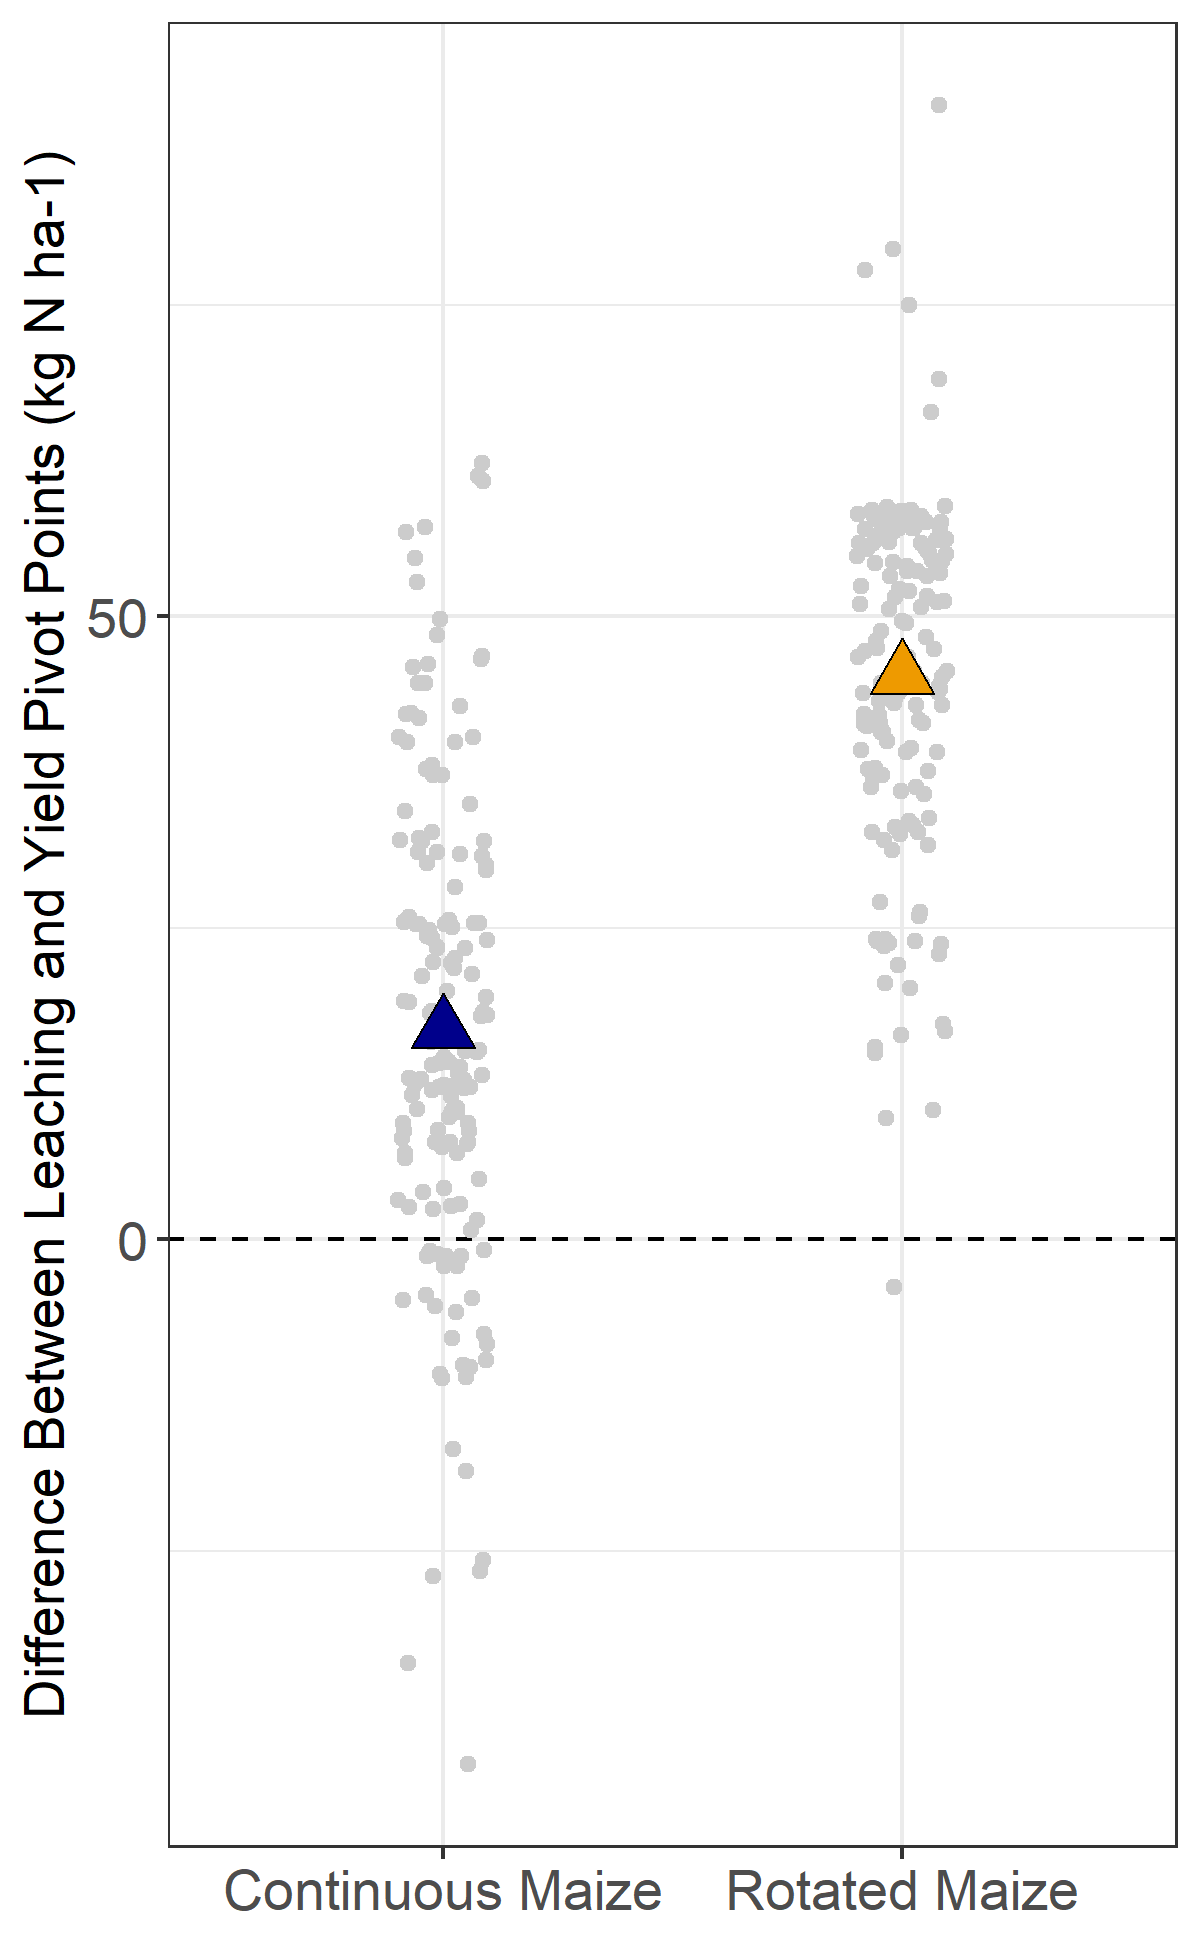 Difference Between Leaching and Yield Pivot Points (kg N ha-1)
50
0
Continuous Maize
Rotated Maize